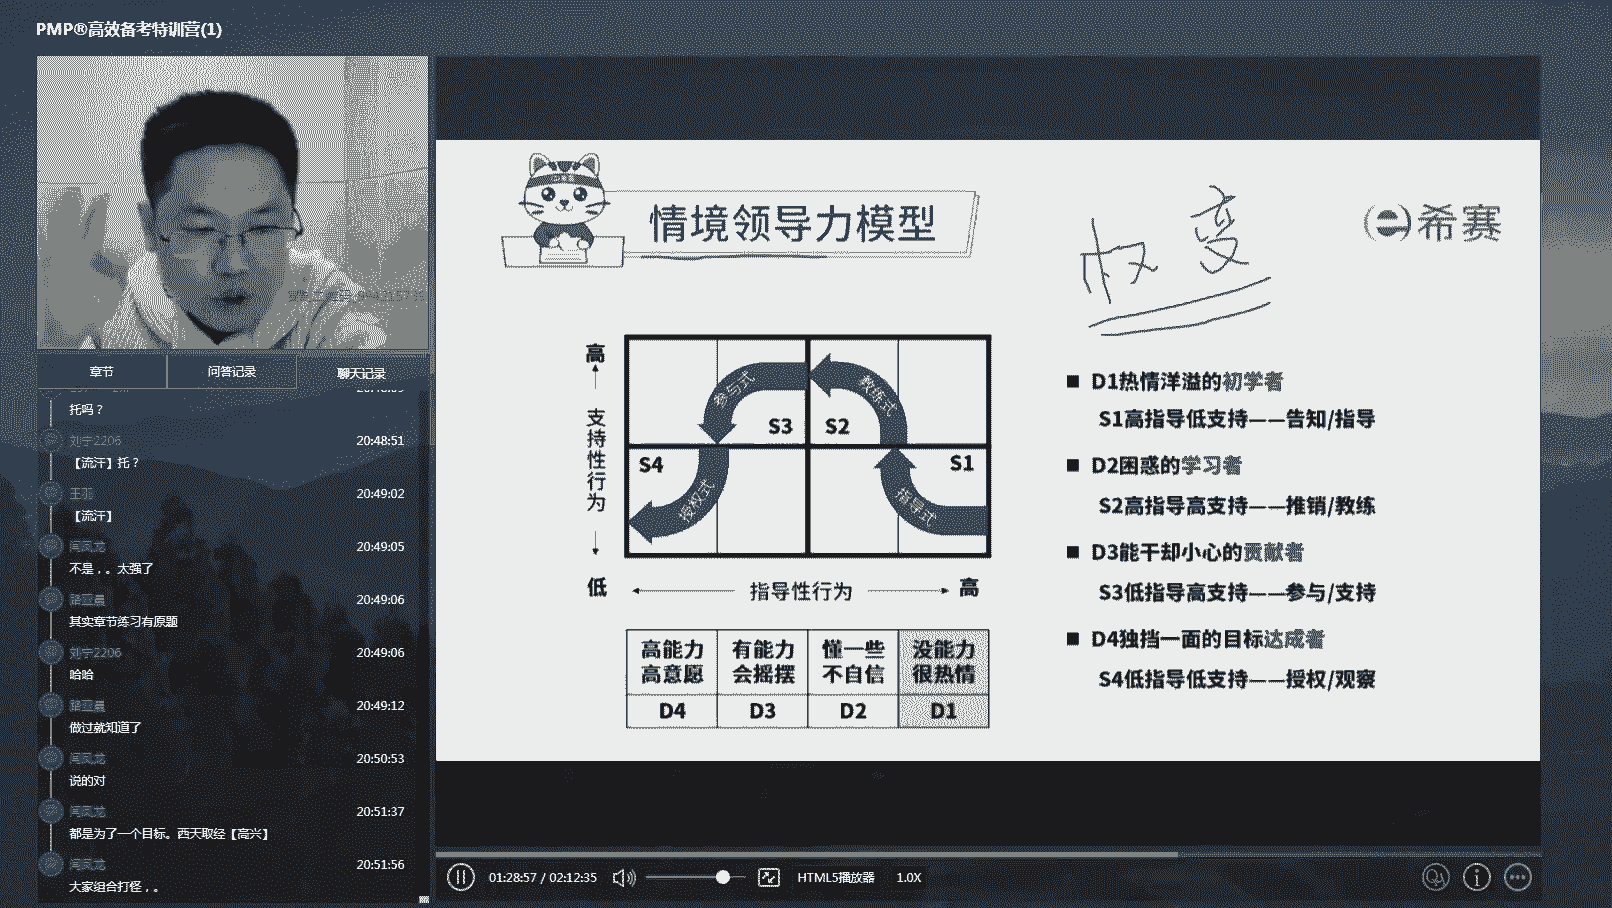 PMP®高效备考特训营(1)
章节
问答记录
聊天记录
托吗？
刘宁2206
20:48:51
【流汗】托？
王羽
20:49:02
【流汗】
闫凤龙
20:49:05
不是，。太强了
20:49:06
其实章节练习有原题
刘宁2206
20:49:06
哈哈
20:49:12
做过就知道了
闫凤龙
20:50:53
说的对
闫凤龙
20:51:37
都是为了一个目标。西天取经【高兴】
闫凤龙
20:51:56
大家组合打怪，。
情境领导力模型
权变
希赛
高
支持性行为
低
参与式
教练式
S3
S2
S4
S1
授权式
指导式
指导性行为
高
高能力
高意愿
有能力
会摇摆
懂一些
不自信
没能力
很热情
D4
D3
D2
D1
■ D1热情洋溢的初学者
S1高指导低支持——告知/指导
■ D2困惑的学习者
S2高指导高支持——推销/教练
■ D3能干却小心的贡献者
S3低指导高支持——参与/支持
■ D4独挡一面的目标达成者
S4低指导低支持——授权/观察
01:28:57 / 02:12:35
HTML5播放器
1.0X